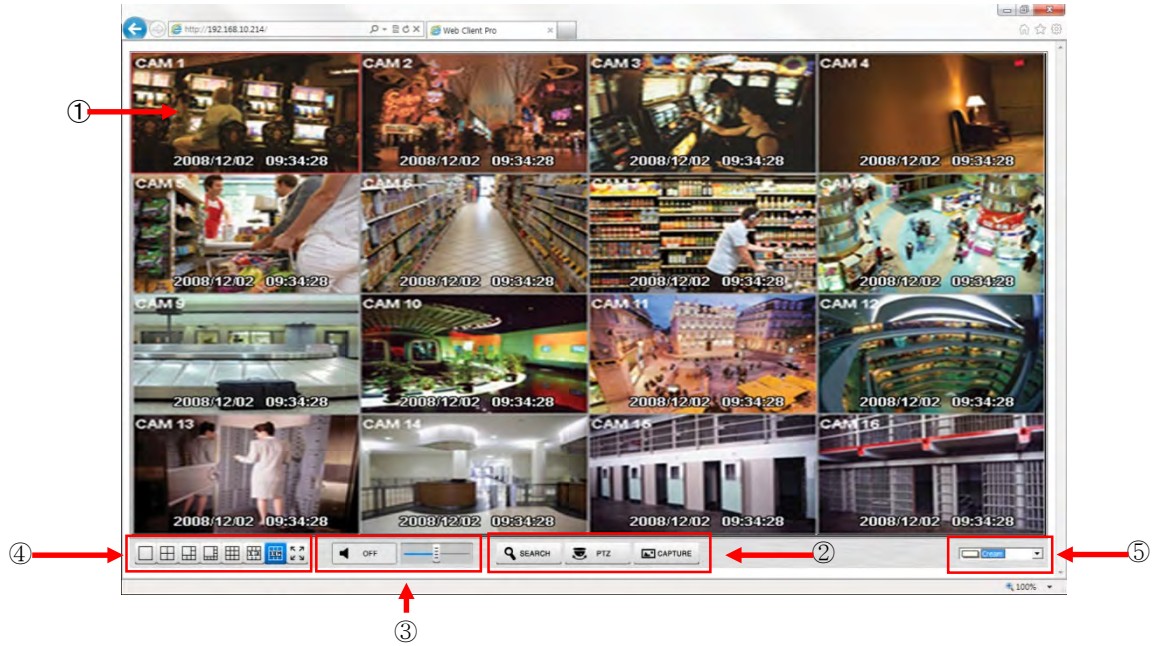 http://192.168.10.214/
Web Client Pro
CAM 1
CAM 2
CAM 3
CAM 4
①
2008/12/02 09:34:28
2008/12/02 09:34:28
2008/12/02 09:34:28
2008/12/02 09:34:28
CAM 5
CAM 6
CAM 7
CAM 8
2008/12/02 09:34:28
2008/12/02 09:34:28
2008/12/02 09:34:28
2008/12/02 09:34:28
CAM 9
CAM 10
CAM 11
CAM 12
2008/12/02 09:34:28
2008/12/02 09:34:28
2008/12/02 09:34:28
2008/12/02 09:34:28
CAM 13
CAM 14
CAM 15
CAM 16
2008/12/02 09:34:28
2008/12/02 09:34:28
2008/12/02 09:34:28
2008/12/02 09:34:28
④
OFF
SEARCH
PTZ
CAPTURE
②
Cream
⑤
100%
③